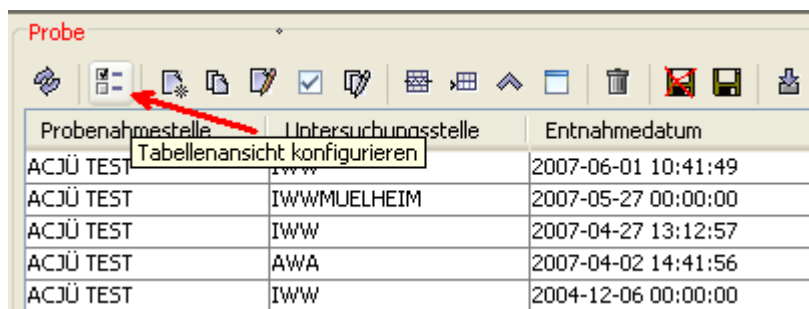 Probe
Probenahmestelle Untersuchungsstelle Entnahmedatum
Tabellenansicht konfigurieren
ACJÜ TEST IWW 2007-06-01 10:41:49
ACJÜ TEST IWWMUELHEIM 2007-05-27 00:00:00
ACJÜ TEST IWW 2007-04-27 13:12:57
ACJÜ TEST AWA 2007-04-02 14:41:56
ACJÜ TEST IWW 2004-12-06 00:00:00